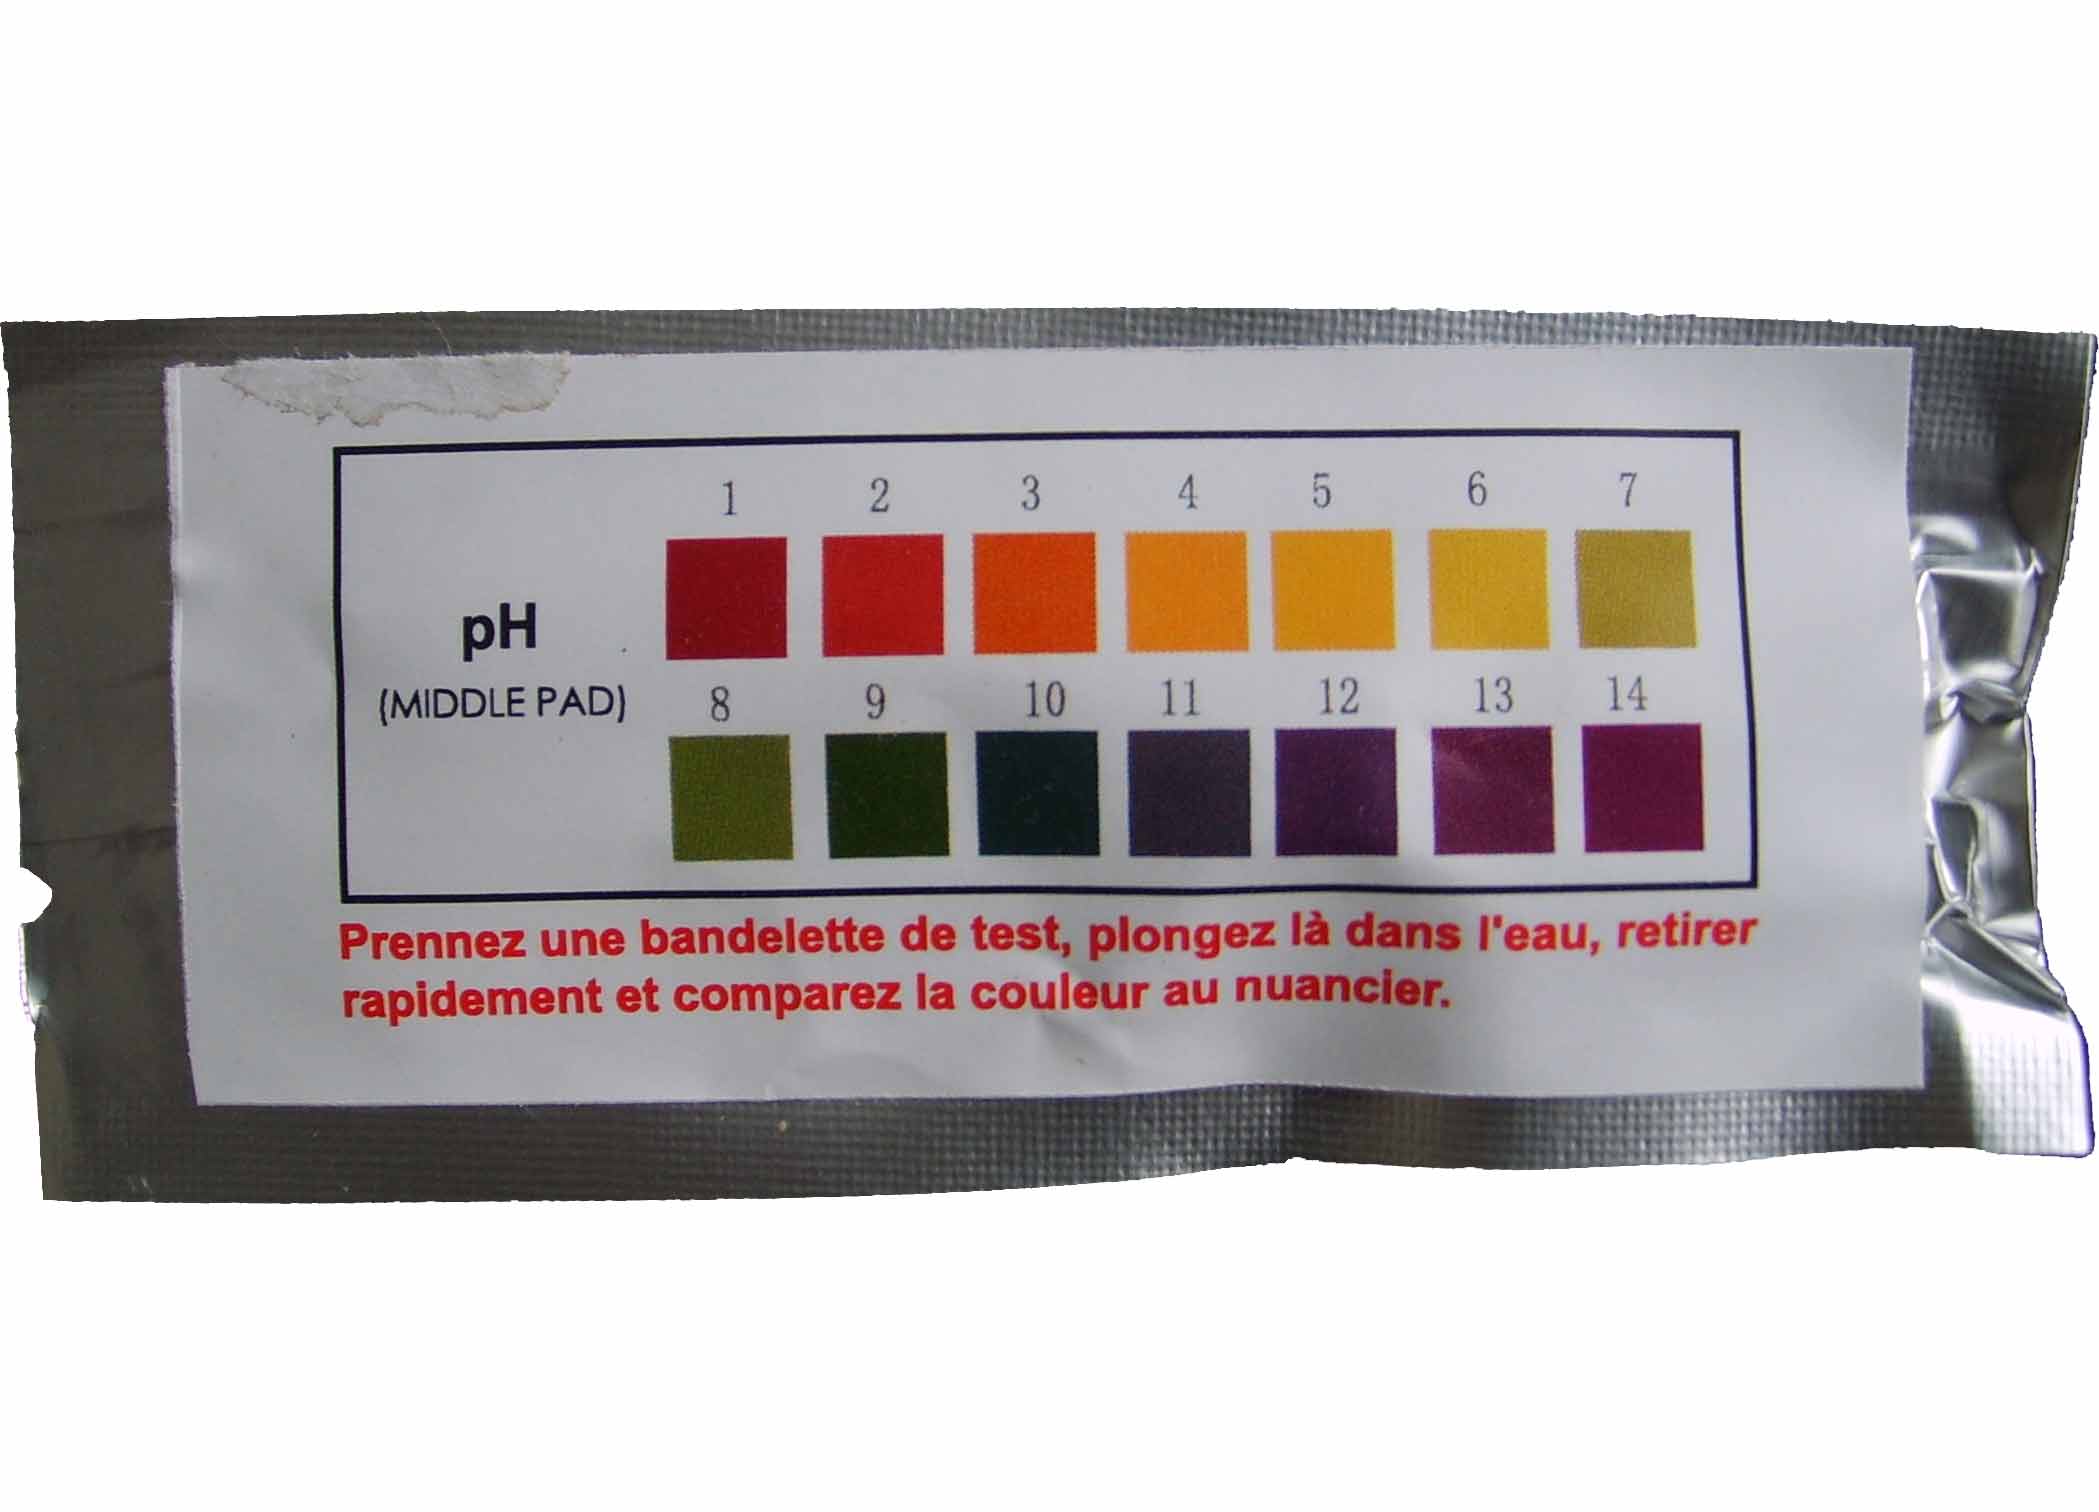 1 2 3 4 5 6 7
pH
(MIDDLE PAD)
8 9 10 11 12 13 14
Prennez une bandelette de test, plongez là dans l'eau, retirer
rapidement et comparez la couleur au nuancier.